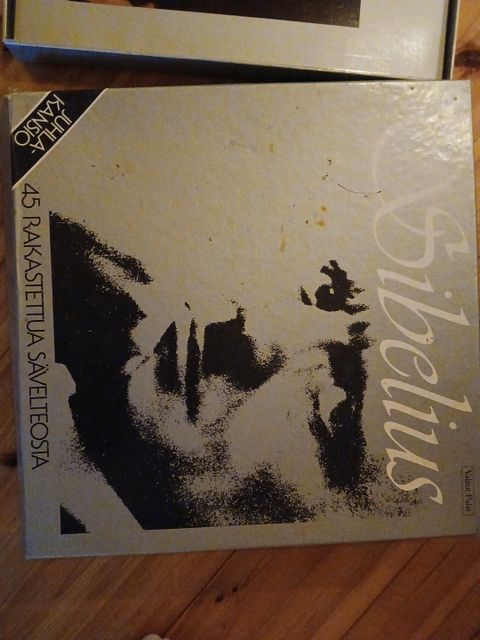 Sibelius
Valitut Palat
JUHLA-
KANSIO
45 RAKASTETTUA SÄVELTEOSTA